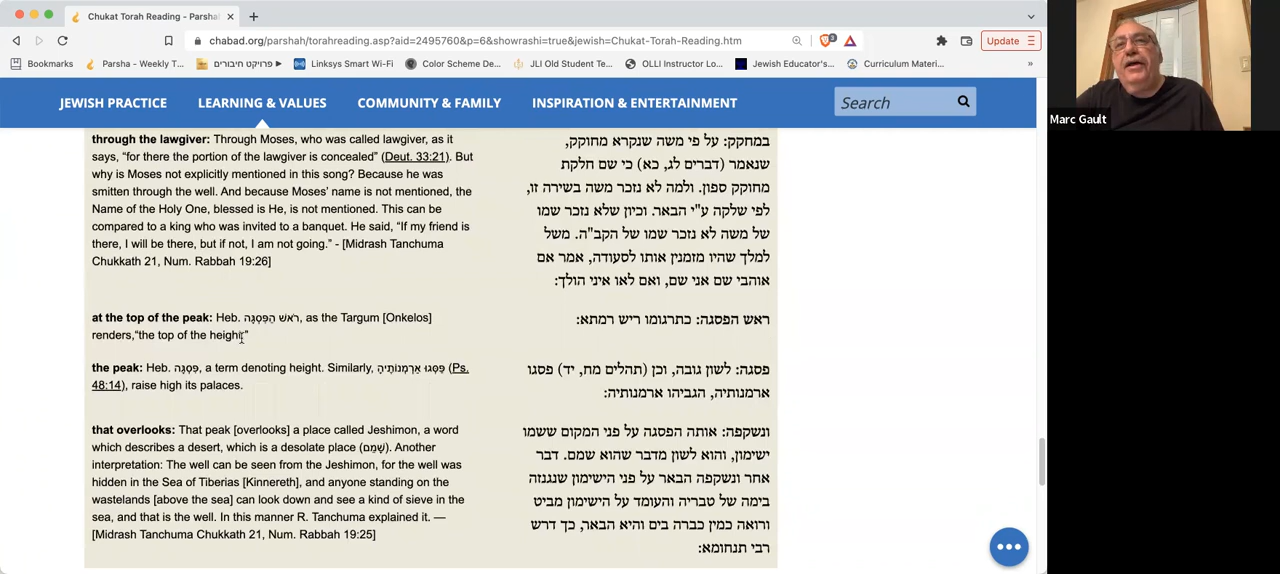 Chukat Torah Reading - Parshal
chabad.org/parshah/torahreading.asp?aid=2495760&p=6&showrashi=true&jewish=Chukat-Torah-Reading.htm
3
Update
Bookmarks
Parsha - Weekly T...
פרוייקט חיבורים
Linksys Smart Wi-Fi
Color Scheme De...
JLI Old Student Te...
OLLI Instructor Lo...
Jewish Educator's...
Curriculum Materi...
»
JEWISH PRACTICE
LEARNING & VALUES
COMMUNITY & FAMILY
INSPIRATION & ENTERTAINMENT
Search
Marc Gault
through the lawgiver: Through Moses, who was called lawgiver, as it
says, “for there the portion of the lawgiver is concealed” (Deut. 33:21). But
why is Moses not explicitly mentioned in this song? Because he was
smitten through the well. And because Moses’ name is not mentioned, the
Name of the Holy One, blessed is He, is not mentioned. This can be
compared to a king who was invited to a banquet. He said, “If my friend is
there, I will be there, but if not, I am not going.” - [Midrash Tanchuma
Chukkath 21, Num. Rabbah 19:26]
במחקק: על פי משה שנקרא מחוקק,
שנאמר (דברים לג, כא) כי שם חלקת
מחוקק ספון. ולמה לא נזכר משה בשירה זו,
לפי שלקה ע"י הבאר. וכיון שלא נזכר שמו
של משה לא נזכר שמו של הקב"ה. משל
למלך שהיו מזמנין אותו לסעודה, אמר אם
אוהבי שם אני שם, ואם לאו איני הולך:
at the top of the peak: Heb. רֹאשׁ הַפִּסְגָּה, as the Targum [Onkelos]
renders,“the top of the height”
ראש הפסגה: כתרגומו ריש רמתא:
the peak: Heb. פִּסְגָּה, a term denoting height. Similarly, פַּסְּגוּ אַרְמְנוֹתֶיהָ (Ps.
48:14), raise high its palaces.
פסגה: לשון גובה, וכן (תהלים מח, יד) פסגו
ארמנותיה, הגביהו ארמנותיה:
that overlooks: That peak [overlooks] a place called Jeshimon, a word
which describes a desert, which is a desolate place (שָׁמֵם). Another
interpretation: The well can be seen from the Jeshimon, for the well was
hidden in the Sea of Tiberias [Kinnereth], and anyone standing on the
wastelands [above the sea] can look down and see a kind of sieve in the
sea, and that is the well. In this manner R. Tanchuma explained it. —
[Midrash Tanchuma Chukkath 21, Num. Rabbah 19:25]
ונשקפה: אותה הפסגה על פני המקום ששמו
ישימון, והוא לשון מדבר שהוא שמם. דבר
אחר ונשקפה הבאר על פני הישימון שנגנזה
בימה של טבריה והעומד על הישימון מביט
ורואה כמין כברה בים והיא הבאר, כך דרש
רבי תנחומא: